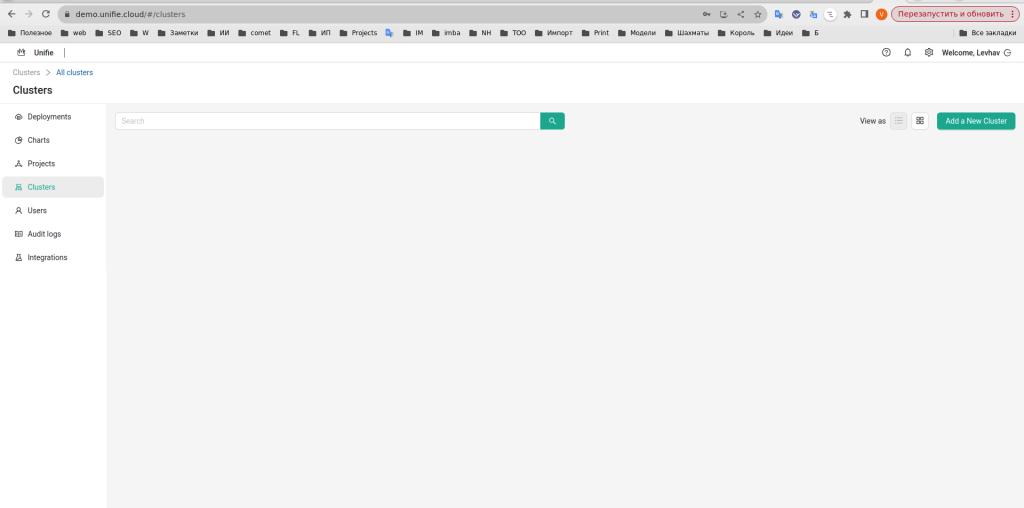 demo.unifie.cloud/#/clusters
V
Перезапустить и обновить
Полезное web SEO W Заметки ИИ comet FL ИП Projects IM imba NH ТОО Импорт Print Модели Шахматы Король Идеи Б Все закладки
Unifie
Welcome, Levhav
Clusters > All clusters
Clusters
Deployments
Charts
Projects
Clusters
Users
Audit logs
Integrations
Search
View as
Add a New Cluster